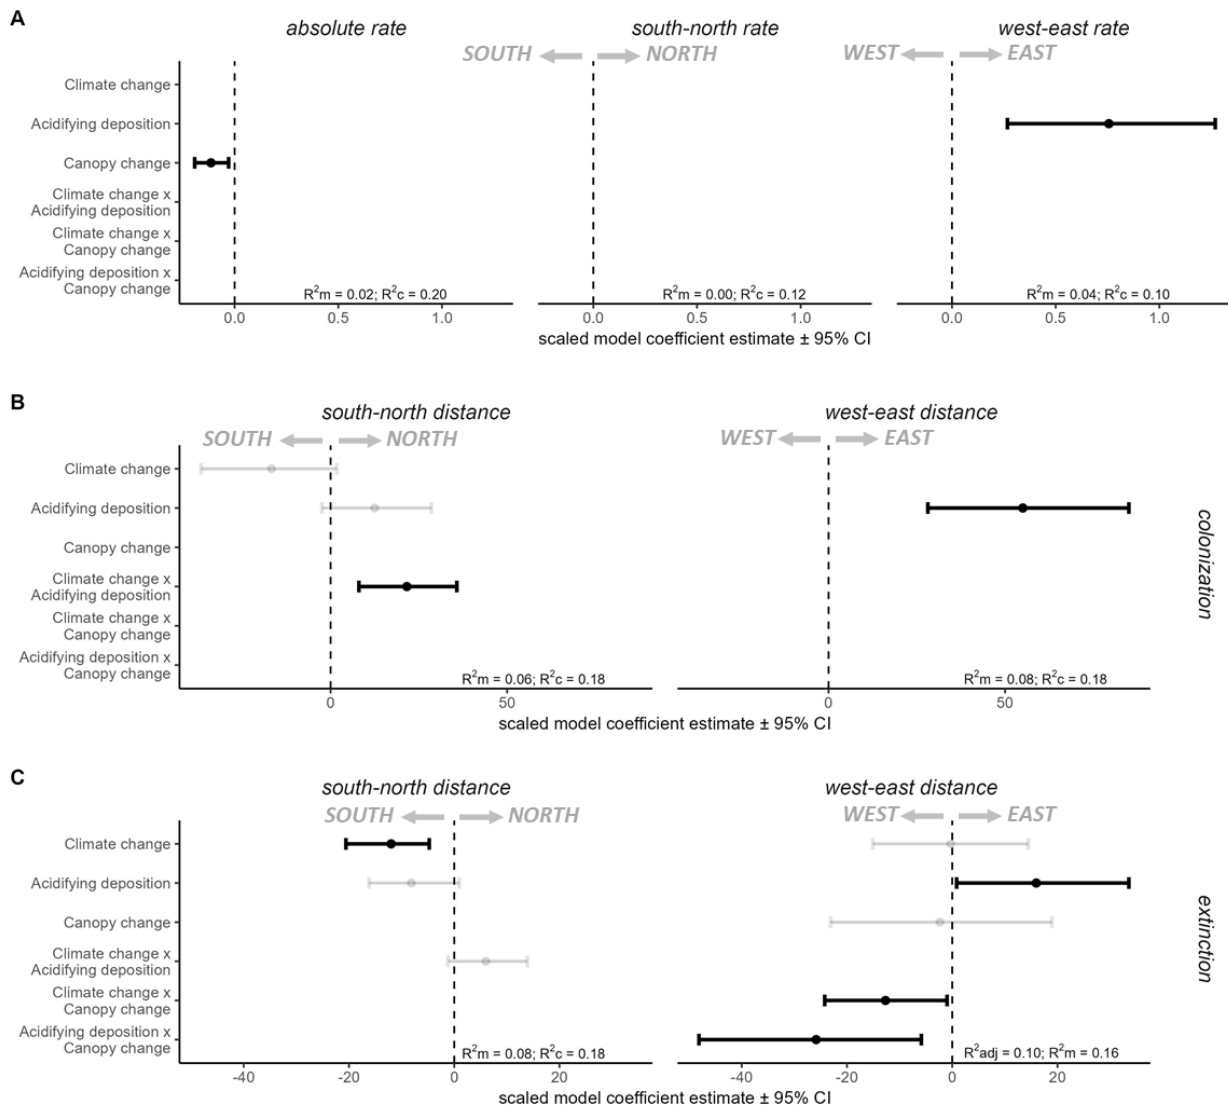 A
absolute rate
south-north rate
west-east rate
SOUTH NORTH
WEST EAST
Climate change
Acidifying deposition
Canopy change
Climate change x
Acidifying deposition
Climate change x
Canopy change
Acidifying deposition x
Canopy change
R²m = 0.02; R²c = 0.20
R²m = 0.00; R²c = 0.12
R²m = 0.04; R²c = 0.10
0.0 0.5 1.0
0.0 0.5 1.0
0.0 0.5 1.0
scaled model coefficient estimate ± 95% CI
B
south-north distance
west-east distance
SOUTH NORTH
WEST EAST
Climate change
Acidifying deposition
Canopy change
Climate change x
Acidifying deposition
Climate change x
Canopy change
Acidifying deposition x
Canopy change
R²m = 0.06; R²c = 0.18
R²m = 0.08; R²c = 0.18
0 50
0 50
scaled model coefficient estimate ± 95% CI
colonization
C
south-north distance
west-east distance
SOUTH NORTH
WEST EAST
Climate change
Acidifying deposition
Canopy change
Climate change x
Acidifying deposition
Climate change x
Canopy change
Acidifying deposition x
Canopy change
R²m = 0.08; R²c = 0.18
R²adj = 0.10; R²m = 0.16
-40 -20 0 20
-40 -20 0 20
scaled model coefficient estimate ± 95% CI
extinction